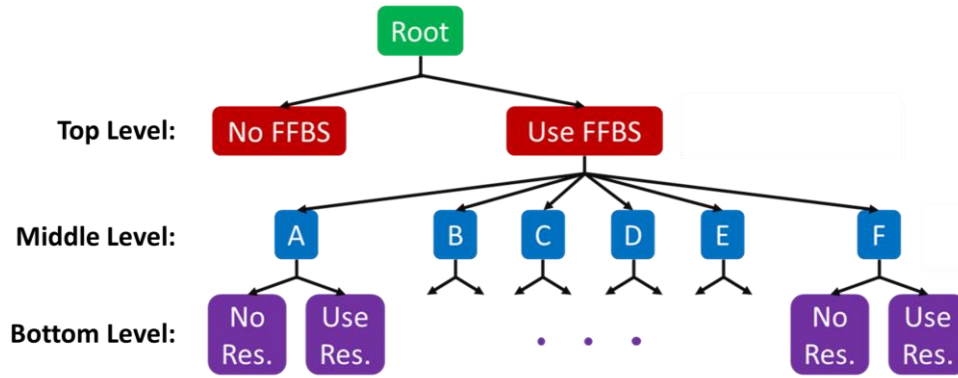 Root
Top Level:
No FFBS
Use FFBS
Middle Level:
A
B
C
D
E
F
Bottom Level:
No
Res.
Use
Res.
No
Res.
Use
Res.